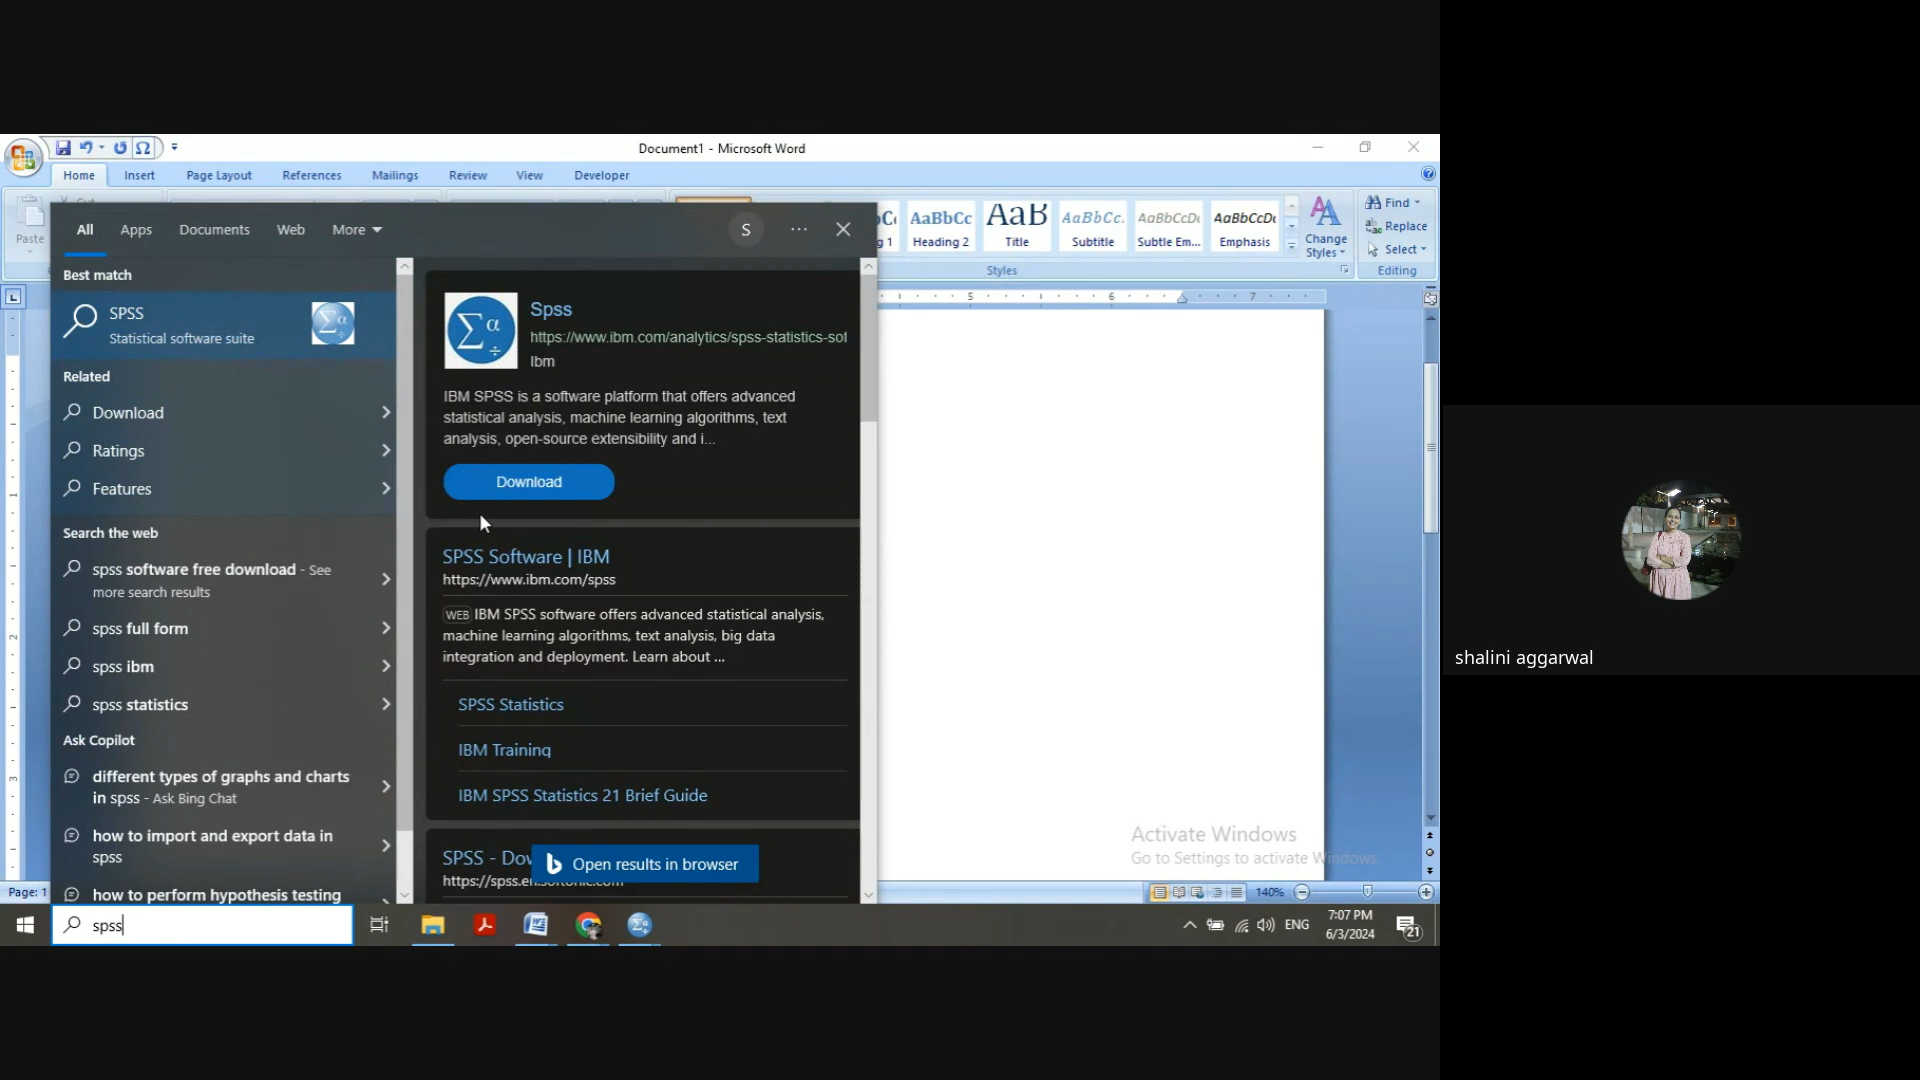 Document1 - Microsoft Word
Home Insert Page Layout References Mailings Review View Developer
Paste
AaBbCc AaB AaBbCc. AaBbCcDc AaBbCcDc
g 1 Heading 2 Title Subtitle Subtle Em... Emphasis
Change
Styles
Find
Replace
Select
Styles
Editing
5 6 7
All Apps Documents Web More
S
Best match
SPSS
Statistical software suite
Related
Download
Ratings
Features
Search the web
spss software free download - See
more search results
spss full form
spss ibm
spss statistics
Ask Copilot
different types of graphs and charts
in spss - Ask Bing Chat
how to import and export data in
spss
how to perform hypothesis testing
Spss
https://www.ibm.com/analytics/spss-statistics-sof
Ibm
IBM SPSS is a software platform that offers advanced
statistical analysis, machine learning algorithms, text
analysis, open-source extensibility and i...
Download
SPSS Software | IBM
https://www.ibm.com/spss
WEB IBM SPSS software offers advanced statistical analysis,
machine learning algorithms, text analysis, big data
integration and deployment. Learn about ...
SPSS Statistics
IBM Training
IBM SPSS Statistics 21 Brief Guide
SPSS - Dow
Open results in browser
Activate Windows
Go to Settings to activate Windows.
Page: 1
140%
spss
ENG
7:07 PM
6/3/2024
21
shalini aggarwal